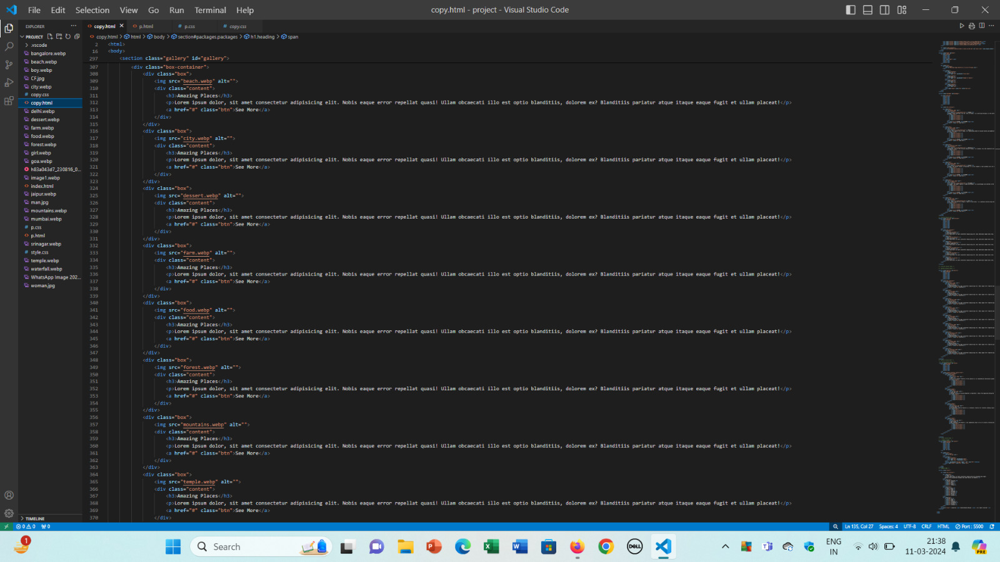 File Edit Selection View Go Run Terminal Help
copy.html - project - Visual Studio Code
EXPLORER
PROJECT
.vscode
bangalore.webp
beach.webp
boy.webp
CF.jpg
city.webp
copy.css
copy.html
delhi.webp
dessert.webp
farm.webp
food.webp
forest.webp
girl.webp
goa.webp
h83a043d7_230816_0...
image1.webp
index.html
jaipur.webp
man.jpg
mountains.webp
mumbai.webp
p.css
p.html
srinagar.webp
style.css
temple.webp
waterfall.webp
WhatsApp Image 202...
woman.jpg
TIMELINE
copy.html p.html p.css copy.css
copy.html > html > body > section#packages.packages > h1.heading > span
2 <html>
16 <body>
297 <section class="gallery" id="gallery">
307 <div class="box-container">
308 <div class="box">
309 <img src="beach.webp" alt="">
310 <div class="content">
311 <h3>Amazing Places</h3>
312 <p>Lorem ipsum dolor, sit amet consectetur adipisicing elit. Nobis eaque error repellat quasi! Ullam obcaecati illo est optio blanditiis, dolorem ex? Blanditiis pariatur atque itaque eaque fugit et ullam placeat!</p>
313 <a href="#" class="btn">See More</a>
314 </div>
315 </div>
316 <div class="box">
317 <img src="city.webp" alt="">
318 <div class="content">
319 <h3>Amazing Places</h3>
320 <p>Lorem ipsum dolor, sit amet consectetur adipisicing elit. Nobis eaque error repellat quasi! Ullam obcaecati illo est optio blanditiis, dolorem ex? Blanditiis pariatur atque itaque eaque fugit et ullam placeat!</p>
321 <a href="#" class="btn">See More</a>
322 </div>
323 </div>
324 <div class="box">
325 <img src="dessert.webp" alt="">
326 <div class="content">
327 <h3>Amazing Places</h3>
328 <p>Lorem ipsum dolor, sit amet consectetur adipisicing elit. Nobis eaque error repellat quasi! Ullam obcaecati illo est optio blanditiis, dolorem ex? Blanditiis pariatur atque itaque eaque fugit et ullam placeat!</p>
329 <a href="#" class="btn">See More</a>
330 </div>
331 </div>
332 <div class="box">
333 <img src="farm.webp" alt="">
334 <div class="content">
335 <h3>Amazing Places</h3>
336 <p>Lorem ipsum dolor, sit amet consectetur adipisicing elit. Nobis eaque error repellat quasi! Ullam obcaecati illo est optio blanditiis, dolorem ex? Blanditiis pariatur atque itaque eaque fugit et ullam placeat!</p>
337 <a href="#" class="btn">See More</a>
338 </div>
339 </div>
340 <div class="box">
341 <img src="food.webp" alt="">
342 <div class="content">
343 <h3>Amazing Places</h3>
344 <p>Lorem ipsum dolor, sit amet consectetur adipisicing elit. Nobis eaque error repellat quasi! Ullam obcaecati illo est optio blanditiis, dolorem ex? Blanditiis pariatur atque itaque eaque fugit et ullam placeat!</p>
345 <a href="#" class="btn">See More</a>
346 </div>
347 </div>
348 <div class="box">
349 <img src="forest.webp" alt="">
350 <div class="content">
351 <h3>Amazing Places</h3>
352 <p>Lorem ipsum dolor, sit amet consectetur adipisicing elit. Nobis eaque error repellat quasi! Ullam obcaecati illo est optio blanditiis, dolorem ex? Blanditiis pariatur atque itaque eaque fugit et ullam placeat!</p>
353 <a href="#" class="btn">See More</a>
354 </div>
355 </div>
356 <div class="box">
357 <img src="mountains.webp" alt="">
358 <div class="content">
359 <h3>Amazing Places</h3>
360 <p>Lorem ipsum dolor, sit amet consectetur adipisicing elit. Nobis eaque error repellat quasi! Ullam obcaecati illo est optio blanditiis, dolorem ex? Blanditiis pariatur atque itaque eaque fugit et ullam placeat!</p>
361 <a href="#" class="btn">See More</a>
362 </div>
363 </div>
364 <div class="box">
365 <img src="temple.webp" alt="">
366 <div class="content">
367 <h3>Amazing Places</h3>
368 <p>Lorem ipsum dolor, sit amet consectetur adipisicing elit. Nobis eaque error repellat quasi! Ullam obcaecati illo est optio blanditiis, dolorem ex? Blanditiis pariatur atque itaque eaque fugit et ullam placeat!</p>
369 <a href="#" class="btn">See More</a>
370 </div>
0 0 0
Ln 135, Col 27 Spaces: 4 UTF-8 CRLF HTML Port : 5500
1
Search
DELL
ENG
IN
21:38
11-03-2024
PRE